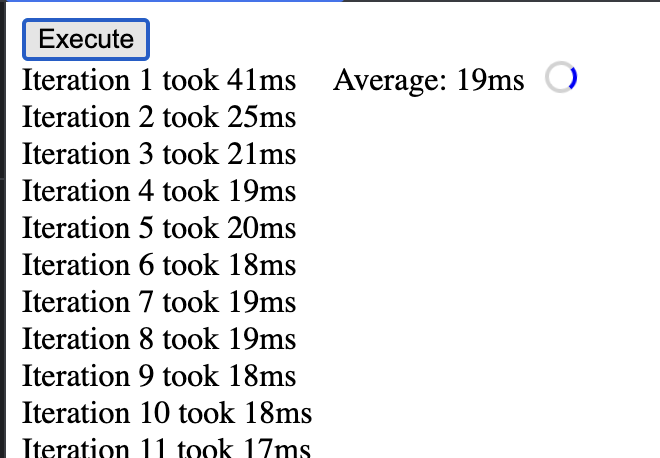 Execute
Iteration 1 took 41ms Average: 19ms
Iteration 2 took 25ms
Iteration 3 took 21ms
Iteration 4 took 19ms
Iteration 5 took 20ms
Iteration 6 took 18ms
Iteration 7 took 19ms
Iteration 8 took 19ms
Iteration 9 took 18ms
Iteration 10 took 18ms
Iteration 11 took 17ms